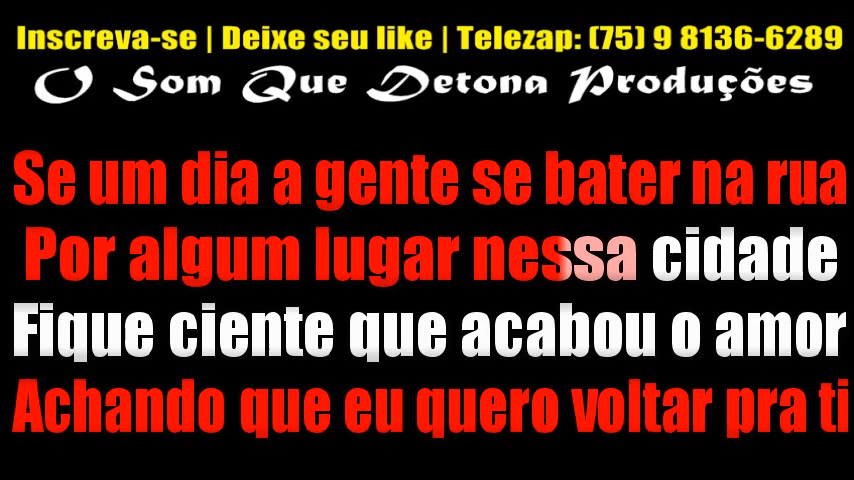 Inscreva-se | Deixe seu like | Telezap: (75) 9 8136-6289
O Som Que Detona Produções
Se um dia a gente se bater na rua
Por algum lugar nessa cidade
Fique ciente que acabou o amor
Achando que eu quero voltar pra ti